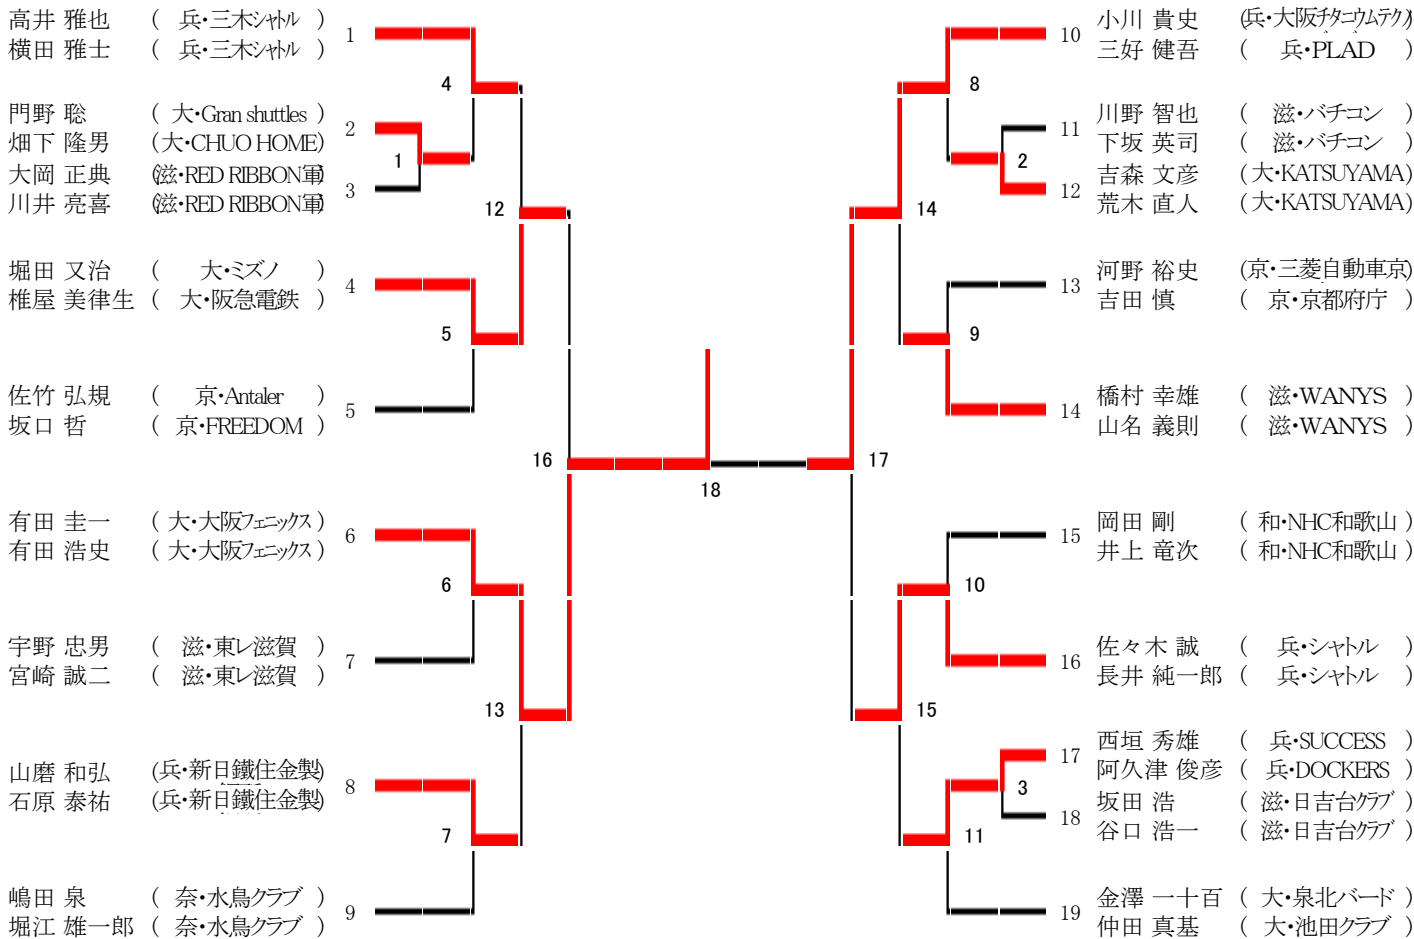 高井 雅也 ( 兵・三木シャトル )
横田 雅士 ( 兵・三木シャトル )
1
4
門野 聡 ( 大・Gran shuttles )
畑下 隆男 (大・CHUO HOME)
2
1
大岡 正典 (滋・RED RIBBON軍)
川井 亮喜 (滋・RED RIBBON軍)
3
12
堀田 又治 ( 大・ミズノ )
椎屋 美律生 ( 大・阪急電鉄 )
4
5
佐竹 弘規 ( 京・Antaler )
坂口 哲 ( 京・FREEDOM )
5
16
有田 圭一 ( 大・大阪フェニックス )
有田 浩史 ( 大・大阪フェニックス )
6
6
宇野 忠男 ( 滋・東レ滋賀 )
宮崎 誠二 ( 滋・東レ滋賀 )
7
13
山磨 和弘 (兵・新日鐵住金製)
石原 泰祐 (兵・新日鐵住金製)
8
7
嶋田 泉 ( 奈・水鳥クラブ )
堀江 雄一郎 ( 奈・水鳥クラブ )
9
18
10
小川 貴史 (兵・大阪チタニウムテクノ)
三好 健吾 ( 兵・PLAD )
8
11
川野 智也 ( 滋・バチコン )
下坂 英司 ( 滋・バチコン )
2
12
吉森 文彦 ( 大・KATSUYAMA)
荒木 直人 ( 大・KATSUYAMA)
14
13
河野 裕史 (京・三菱自動車京)
吉田 慎 ( 京・京都府庁 )
9
14
橋村 幸雄 ( 滋・WANYS )
山名 義則 ( 滋・WANYS )
17
15
岡田 剛 ( 和・NHC和歌山 )
井上 竜次 ( 和・NHC和歌山 )
10
16
佐々木 誠 ( 兵・シャトル )
長井 純一郎 ( 兵・シャトル )
15
17
西垣 秀雄 ( 兵・SUCCESS )
阿久津 俊彦 ( 兵・DOCKERS )
3
18
坂田 浩 ( 滋・日吉台クラブ )
谷口 浩一 ( 滋・日吉台クラブ )
11
19
金澤 一十百 ( 大・泉北バード )
仲田 真基 ( 大・池田クラブ )